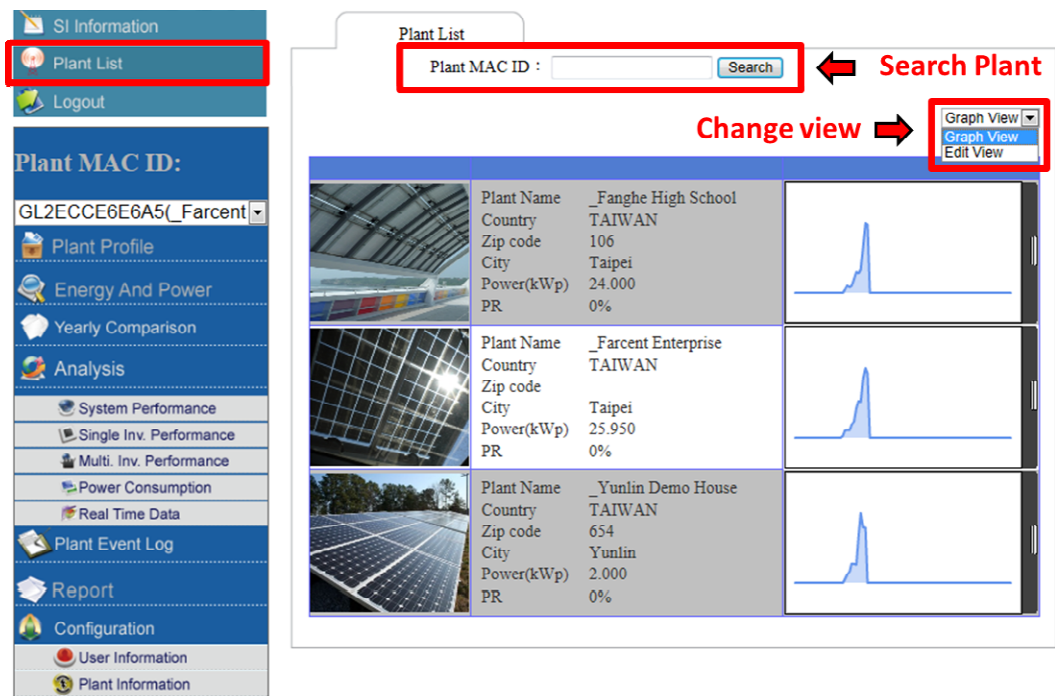 SI Information
Plant List
Logout
Plant MAC ID:
GL2ECCE6E6A5(_Farcent
Plant Profile
Energy And Power
Yearly Comparison
Analysis
System Performance
Single Inv. Performance
Multi. Inv. Performance
Power Consumption
Real Time Data
Plant Event Log
Report
Configuration
User Information
Plant Information
Plant List
Plant MAC ID : Search
Search Plant
Change view
Graph View
Graph View
Edit View
Plant Name _Fanghe High School
Country TAIWAN
Zip code 106
City Taipei
Power(kWp) 24.000
PR 0%
Plant Name _Farcent Enterprise
Country TAIWAN
Zip code
City Taipei
Power(kWp) 25.950
PR 0%
Plant Name _Yunlin Demo House
Country TAIWAN
Zip code 654
City Yunlin
Power(kWp) 2.000
PR 0%